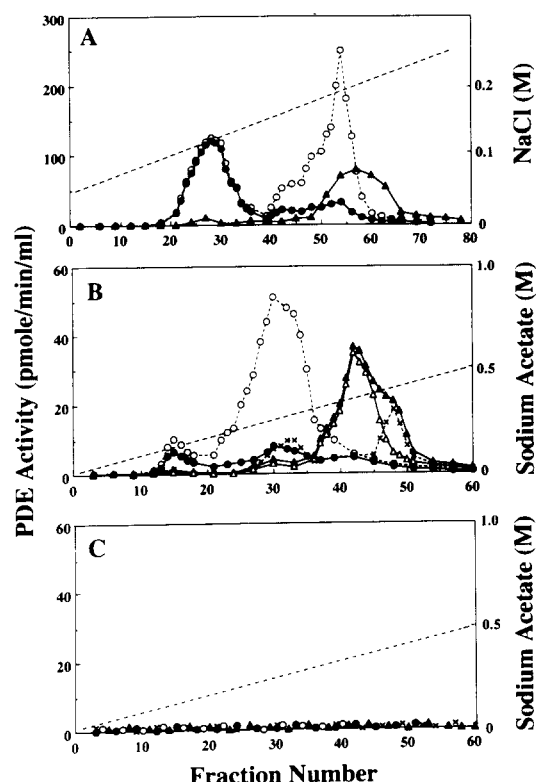 A
300
200
100
0
0 10 20 30 40 50 60 70 80
0.2
0.1
0
NaCl (M)
B
60
40
20
0
0 10 20 30 40 50 60
1.0
0.5
0
Sodium Acetate (M)
C
60
40
20
0
0 10 20 30 40 50 60
1.0
0.5
0
Sodium Acetate (M)
PDE Activity (pmole/min/ml)
Fraction Number